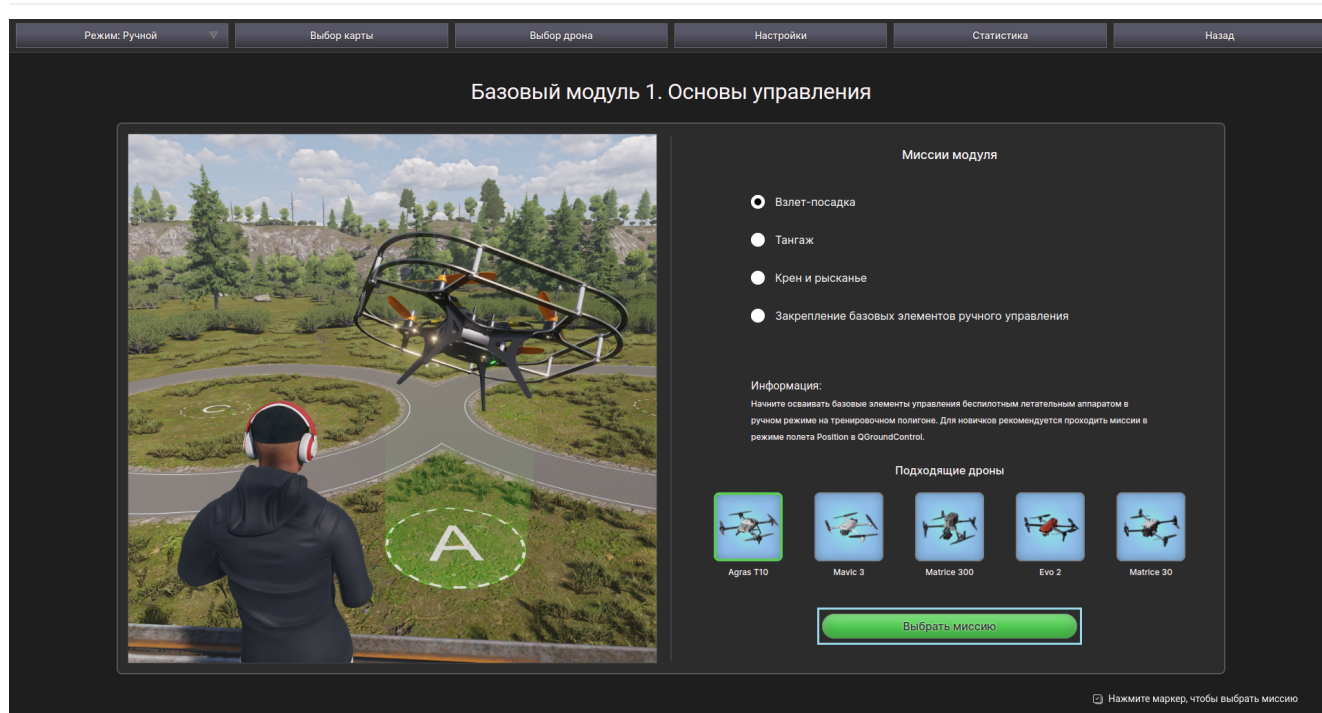 Режим: Ручной
Выбор карты
Выбор дрона
Настройки
Статистика
Назад
Базовый модуль 1. Основы управления
Миссии модуля
Взлет-посадка
Тангаж
Крен и рысканье
Закрепление базовых элементов ручного управления
Информация:
Начните осваивать базовые элементы управления беспилотным летательным аппаратом в
ручном режиме на тренировочном полигоне. Для новичков рекомендуется проходить миссии в
режиме полета Position в QGroundControl.
Подходящие дроны
Agras T10
Mavic 3
Matrice 300
Evo 2
Matrice 30
Выбрать миссию
C
A
Нажмите маркер, чтобы выбрать миссию